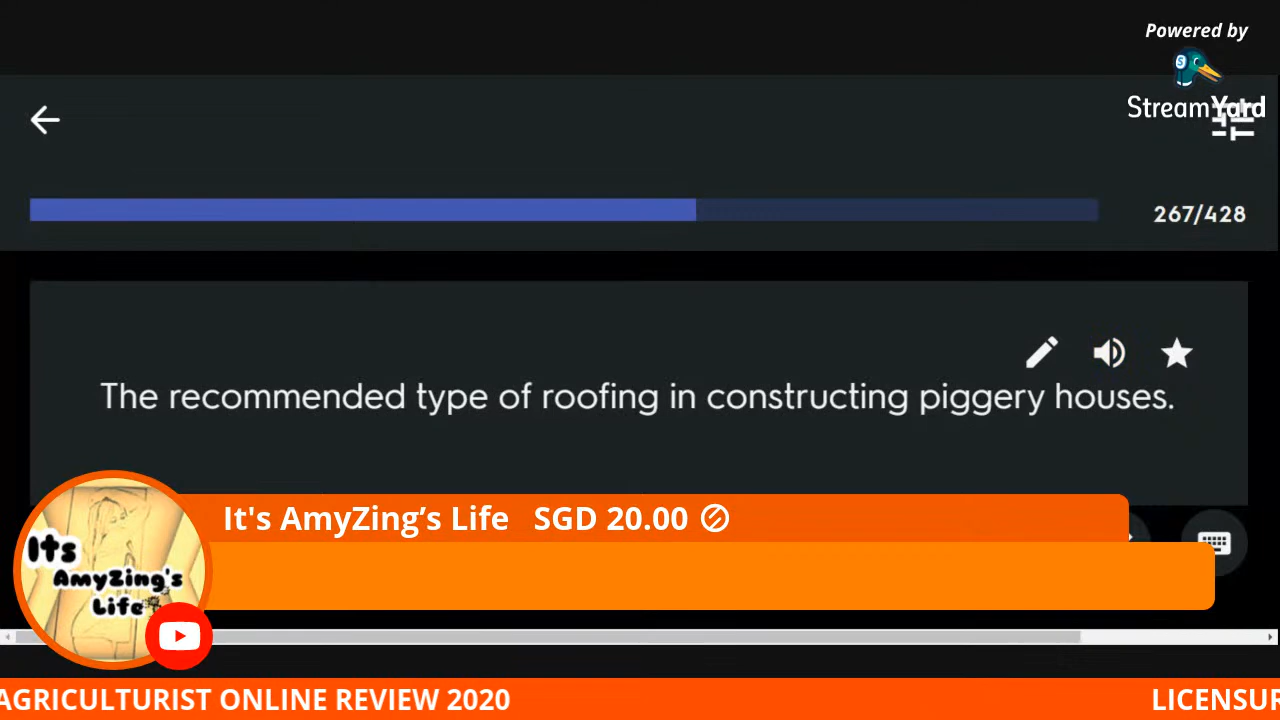 Powered by
StreamYard
267/428
The recommended type of roofing in constructing piggery houses.
It's AmyZing’s Life SGD 20.00
Its
AmyZing's
Life
AGRICULTURIST ONLINE REVIEW 2020 LICENSUR